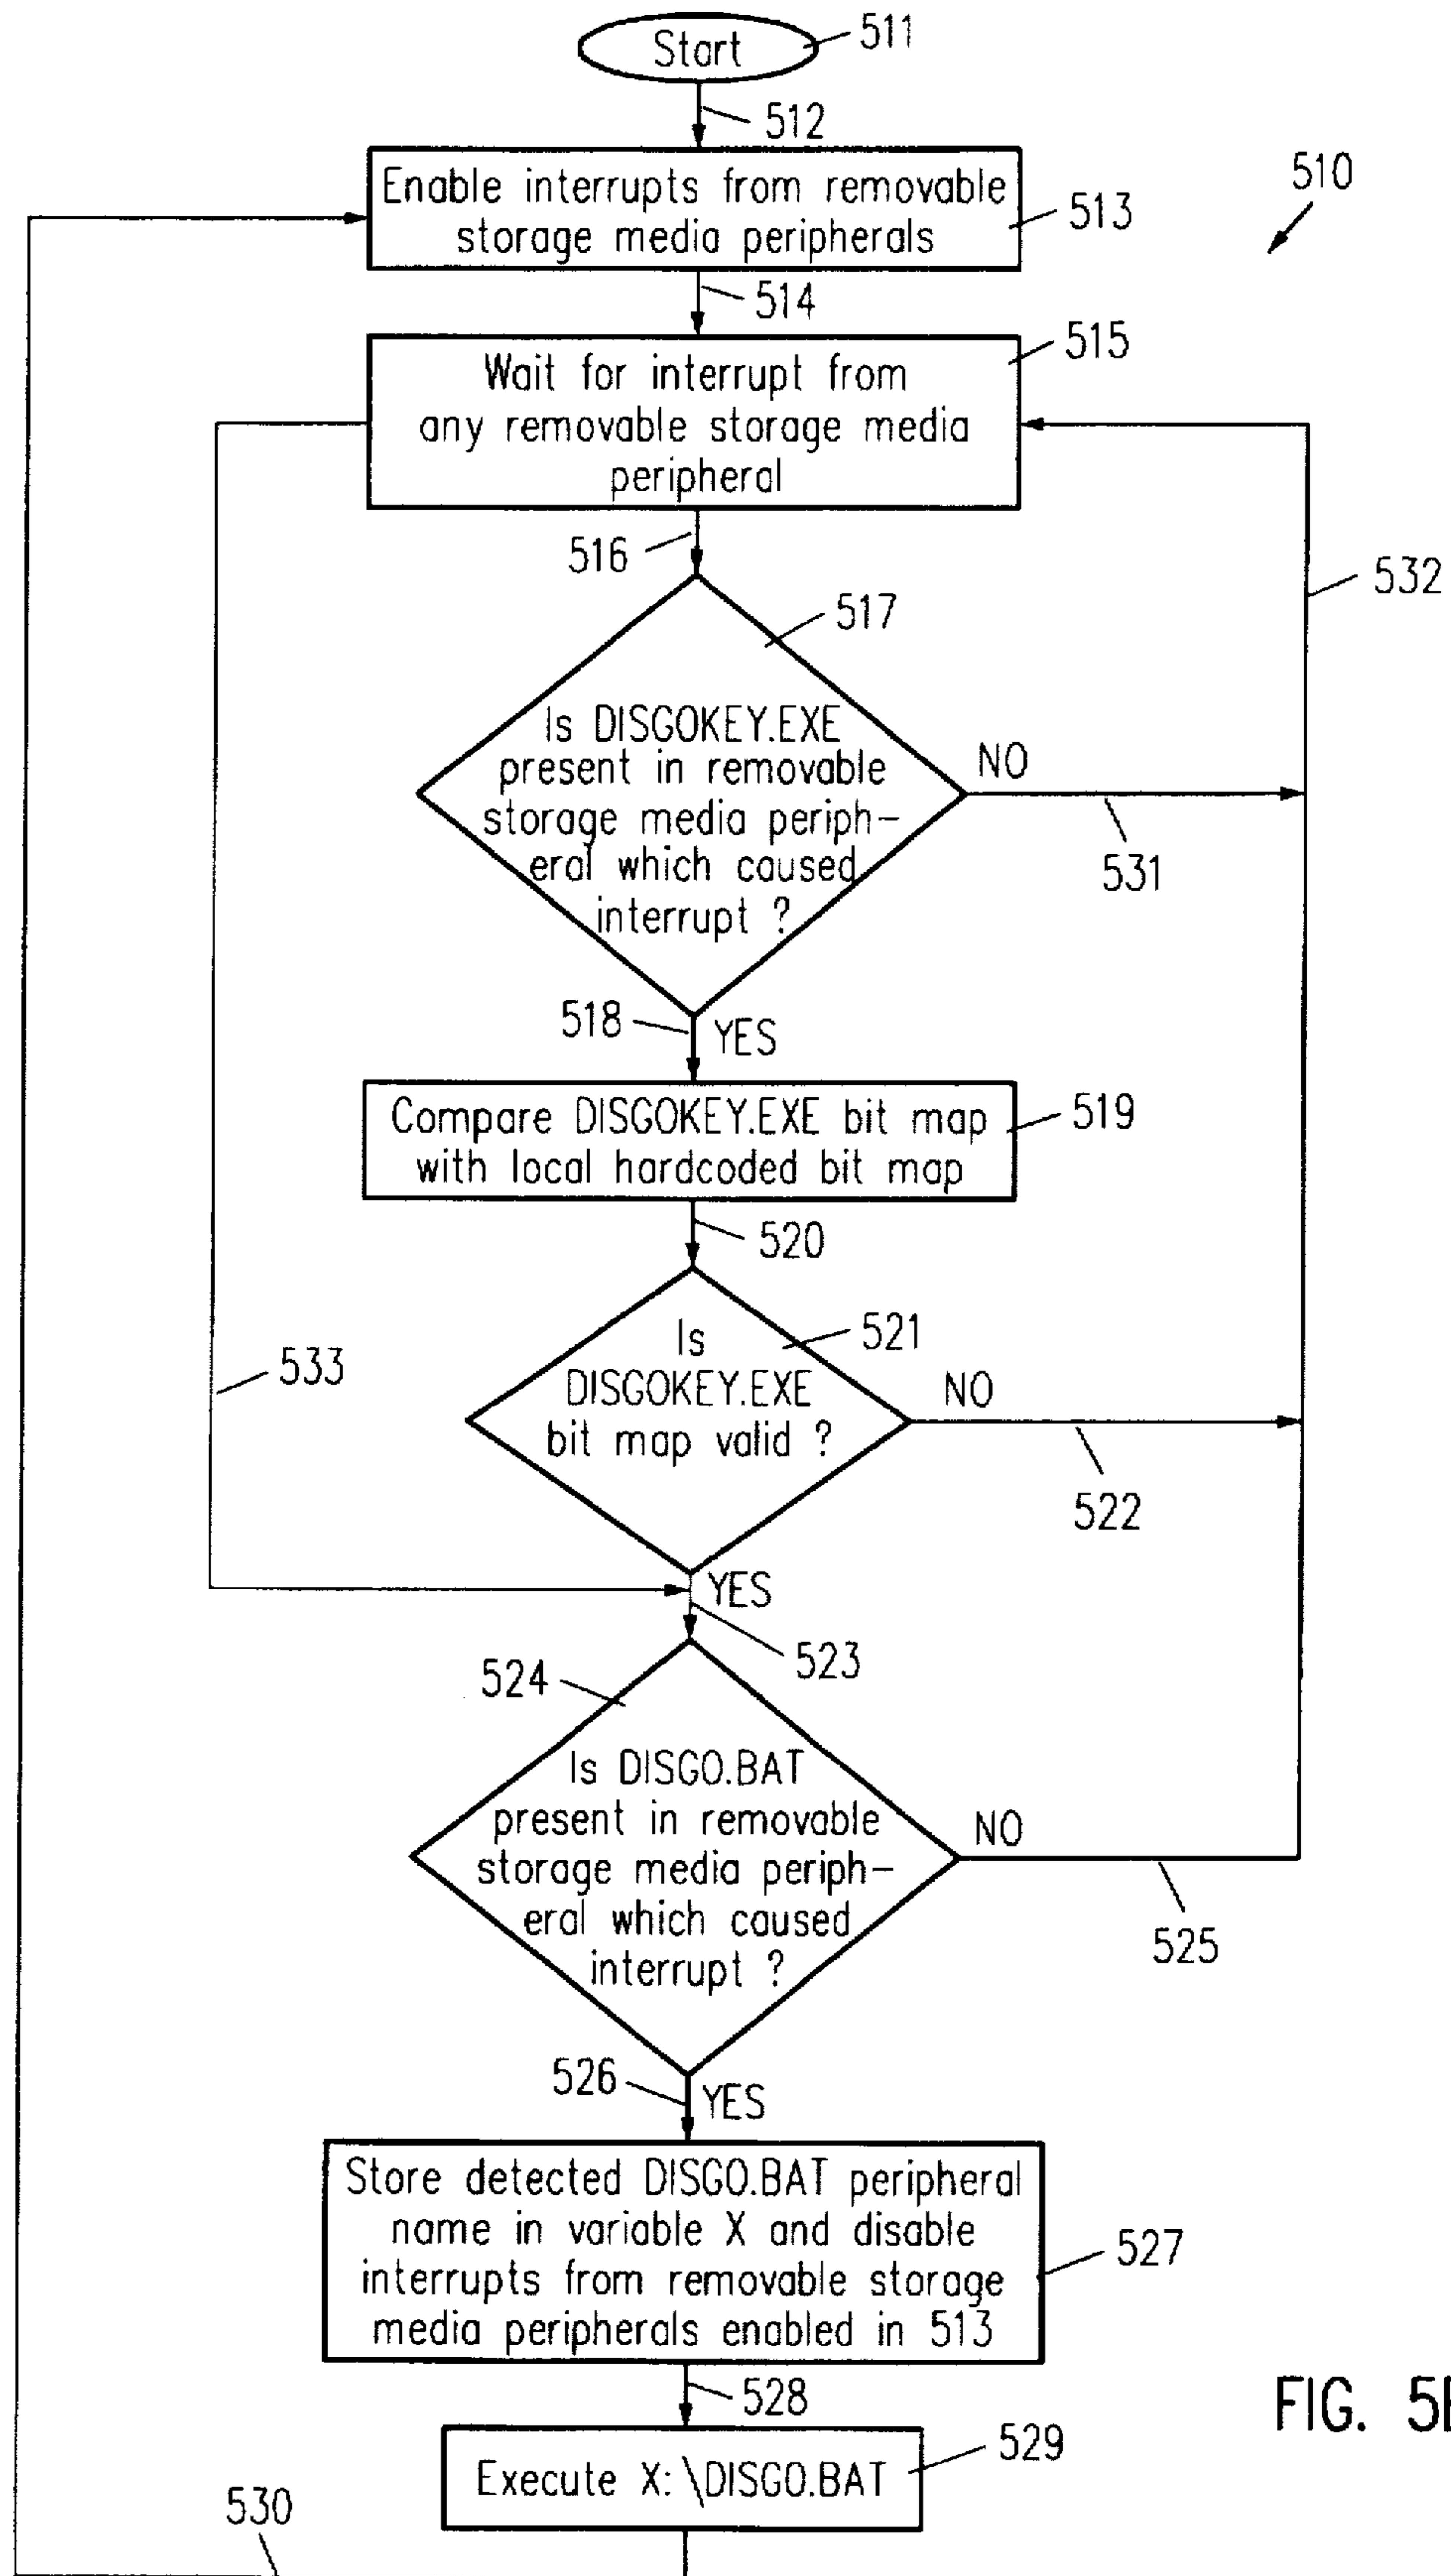 Start
511
512
Enable interrupts from removable
storage media peripherals
513
510
514
Wait for interrupt from
any removable storage media
peripheral
515
516
517
532
Is DISGOKEY.EXE
present in removable
storage media periph-
eral which caused
interrupt ?
NO
531
518
YES
Compare DISGOKEY.EXE bit map
with local hardcoded bit map
519
520
Is
DISGOKEY.EXE
bit map valid ?
521
NO
522
533
YES
523
524
Is DISGO.BAT
present in removable
storage media periph-
eral which caused
interrupt ?
NO
525
526
YES
Store detected DISGO.BAT peripheral
name in variable X and disable
interrupts from removable storage
media peripherals enabled in 513
527
528
Execute X: \DISGO.BAT
529
530
FIG.